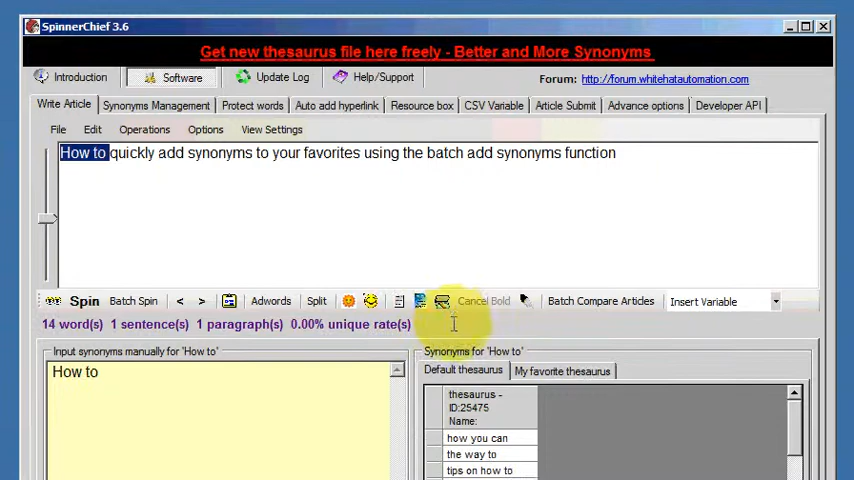 SpinnerChief 3.6
Get new thesaurus file here freely - Better and More Synonyms
Introduction Software Update Log Help/Support Forum: http://forum.whitehatautomation.com
Write Article Synonyms Management Protect words Auto add hyperlink Resource box CSV Variable Article Submit Advance options Developer API
File Edit Operations Options View Settings
How to quickly add synonyms to your favorites using the batch add synonyms function
Spin Batch Spin < > Adwords Split Cancel Bold Batch Compare Articles Insert Variable
14 word(s) 1 sentence(s) 1 paragraph(s) 0.00% unique rate(s)
Input synonyms manually for 'How to' Synonyms for 'How to'
How to
Default thesaurus My favorite thesaurus
thesaurus -
ID:25475
Name:
how you can
the way to
tips on how to